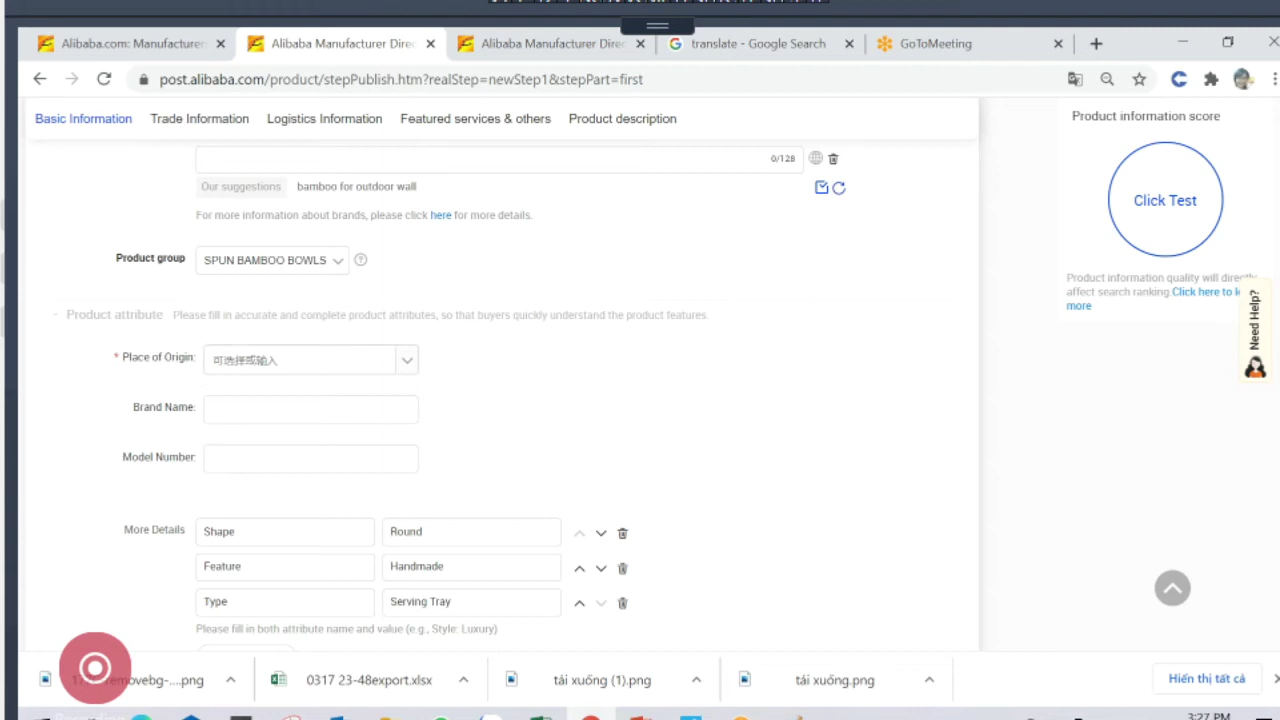 Alibaba.com: Manufacturer
Alibaba Manufacturer Direc
Alibaba Manufacturer Direc
translate - Google Search
GoToMeeting
post.alibaba.com/product/stepPublish.htm?realStep=newStep1&stepPart=first
Basic Information
Trade Information
Logistics Information
Featured services & others
Product description
Product information score
0/128
Our suggestions
bamboo for outdoor wall
Click Test
For more information about brands, please click here for more details.
Product group
SPUN BAMBOO BOWLS
Product information quality will directly
affect search ranking.Click here to le
more
Need Help?
Product attribute
Please fill in accurate and complete product attributes, so that buyers quickly understand the product features.
* Place of Origin:
可选择或输入
Brand Name:
Model Number:
More Details
Shape
Round
Feature
Handmade
Type
Serving Tray
Please fill in both attribute name and value (e.g., Style: Luxury)
removebg-....png
0317 23-48export.xlsx
tải xuống (1).png
tải xuống.png
Hiển thị tất cả
3:27 PM